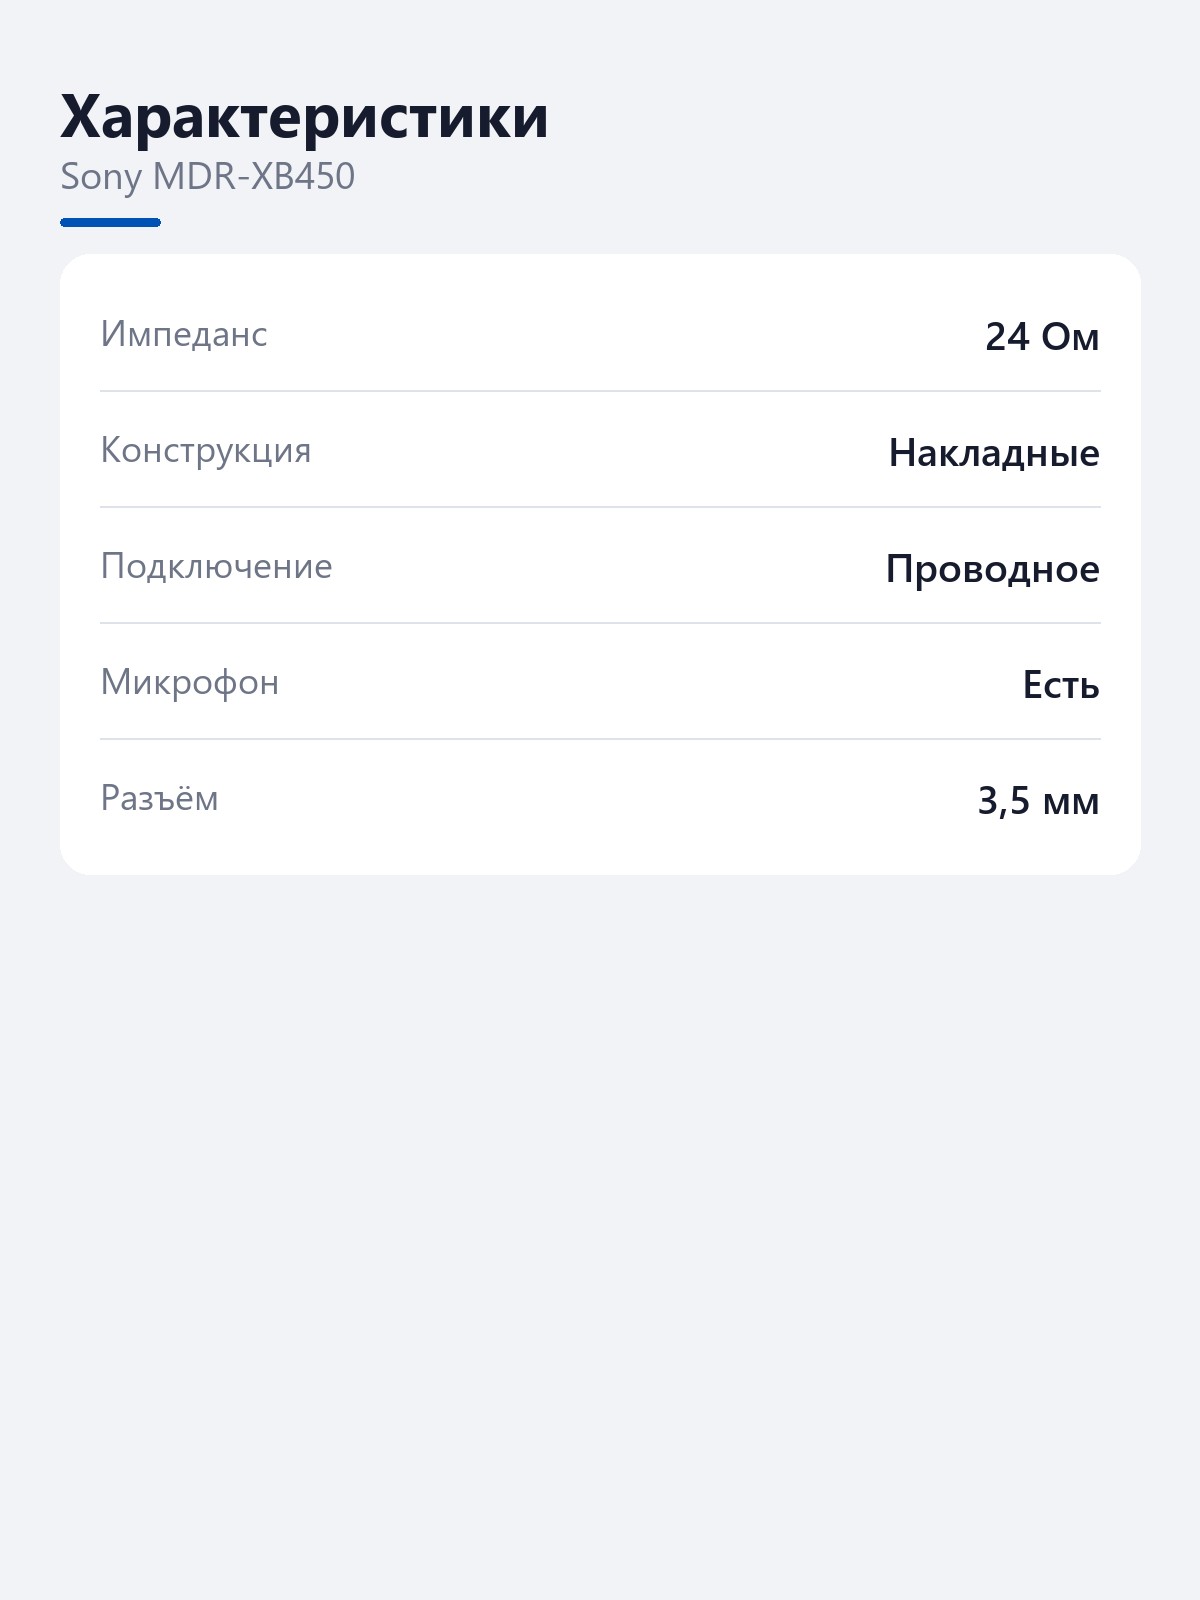 Характеристики
Sony MDR-XB450
Импеданс 24 Ом
Конструкция Накладные
Подключение Проводное
Микрофон Есть
Разъём 3,5 мм